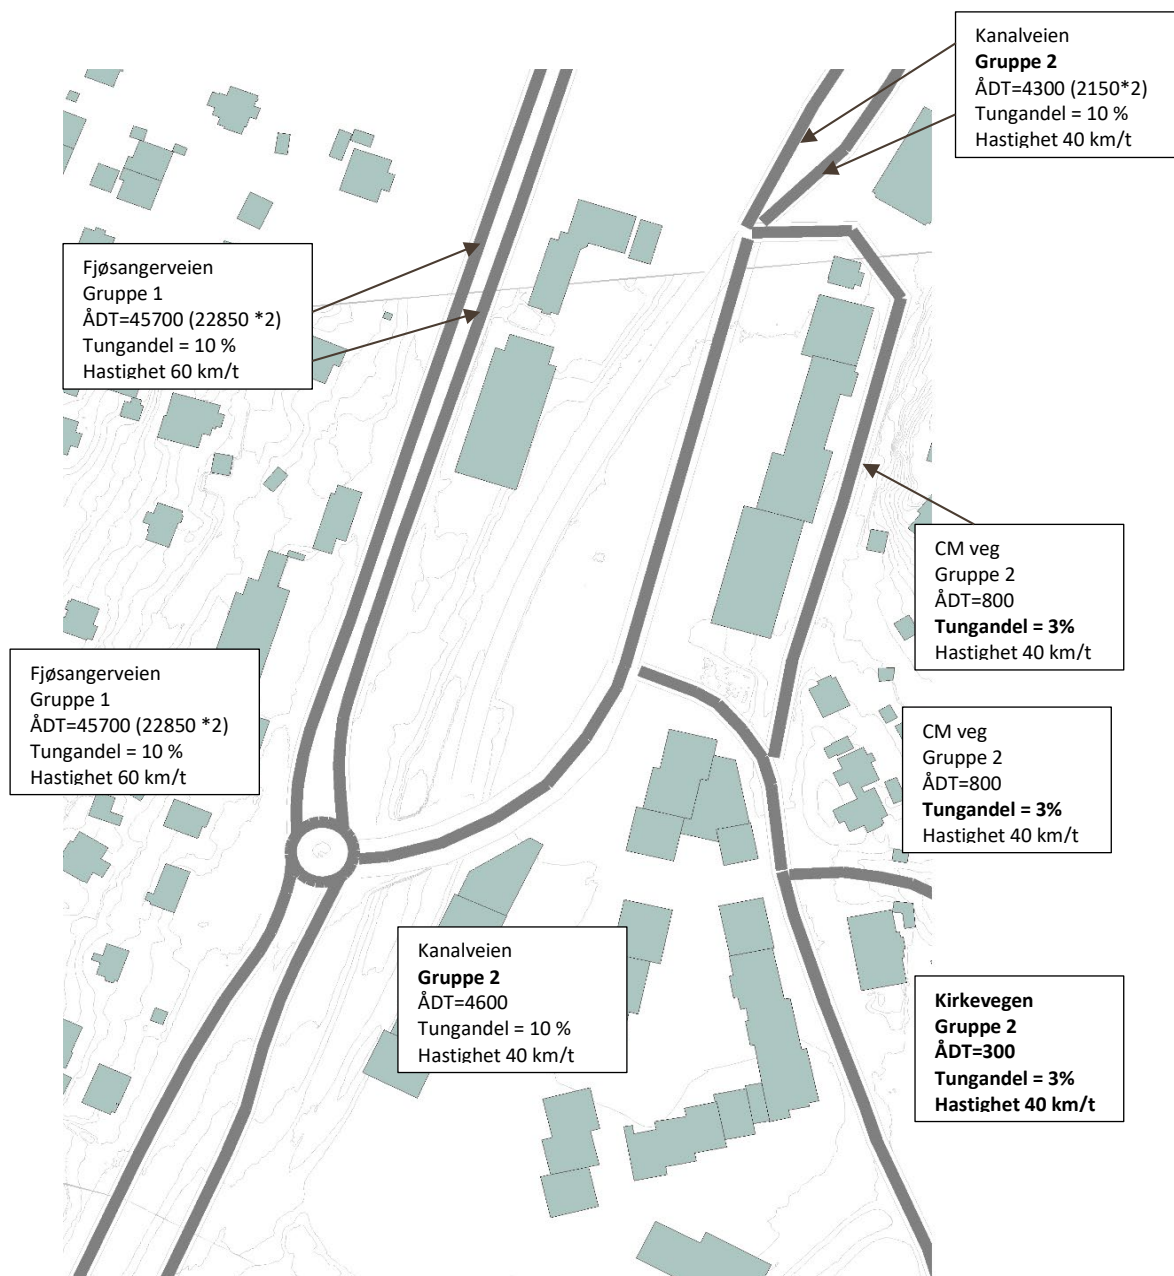 Kanalveien
Gruppe 2
ÅDT=4300 (2150*2)
Tungandel = 10 %
Hastighet 40 km/t
Fjøsangerveien
Gruppe 1
ÅDT=45700 (22850 *2)
Tungandel = 10 %
Hastighet 60 km/t
CM veg
Gruppe 2
ÅDT=800
Tungandel = 3%
Hastighet 40 km/t
Fjøsangerveien
Gruppe 1
ÅDT=45700 (22850 *2)
Tungandel = 10 %
Hastighet 60 km/t
CM veg
Gruppe 2
ÅDT=800
Tungandel = 3%
Hastighet 40 km/t
Kanalveien
Gruppe 2
ÅDT=4600
Tungandel = 10 %
Hastighet 40 km/t
Kirkevegen
Gruppe 2
ÅDT=300
Tungandel = 3%
Hastighet 40 km/t